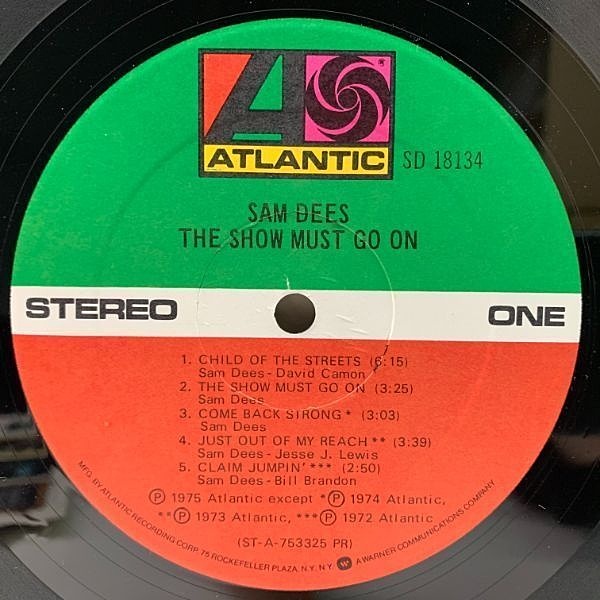 ATLANTIC
SD 18134
SAM DEES
THE SHOW MUST GO ON
STEREO
ONE
1. CHILD OF THE STREETS (6:15)
Sam Dees - David Camon
2. THE SHOW MUST GO ON (3:25)
Sam Dees
3. COME BACK STRONG * (3:03)
Sam Dees
4. JUST OUT OF MY REACH ** (3:39)
Sam Dees - Jesse J. Lewis
5. CLAIM JUMPIN' *** (2:50)
Sam Dees - Bill Brandon
Ⓟ 1975 Atlantic except *Ⓟ 1974 Atlantic,
**Ⓟ 1973 Atlantic, ***Ⓟ 1972 Atlantic
(ST-A-753325 PR)
MFG. BY ATLANTIC RECORDING CORP. 75 ROCKEFELLER PLAZA, N.Y. N.Y. A WARNER COMMUNICATIONS COMPANY